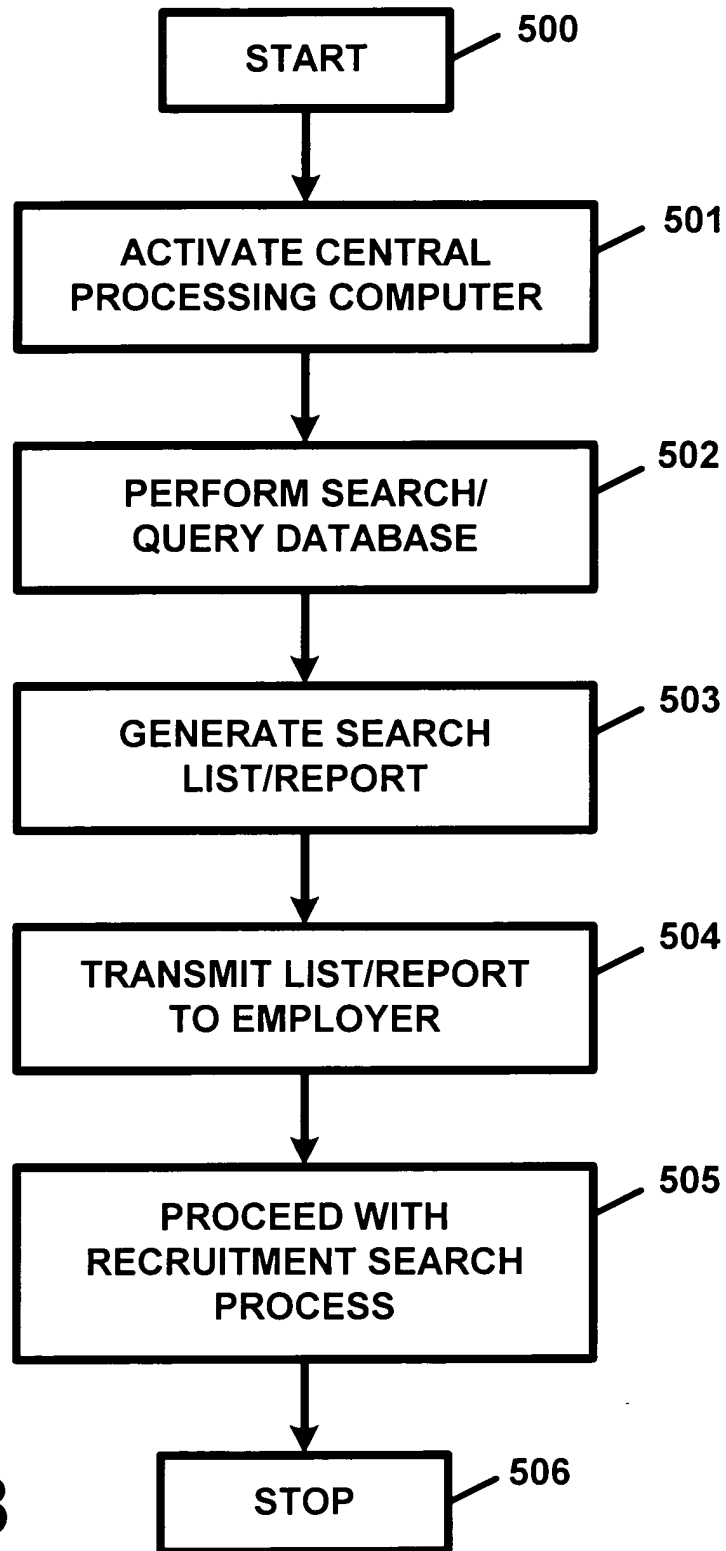 START
500
ACTIVATE CENTRAL
PROCESSING COMPUTER
501
PERFORM SEARCH/
QUERY DATABASE
502
GENERATE SEARCH
LIST/REPORT
503
TRANSMIT LIST/REPORT
TO EMPLOYER
504
PROCEED WITH
RECRUITMENT SEARCH
PROCESS
505
STOP
506